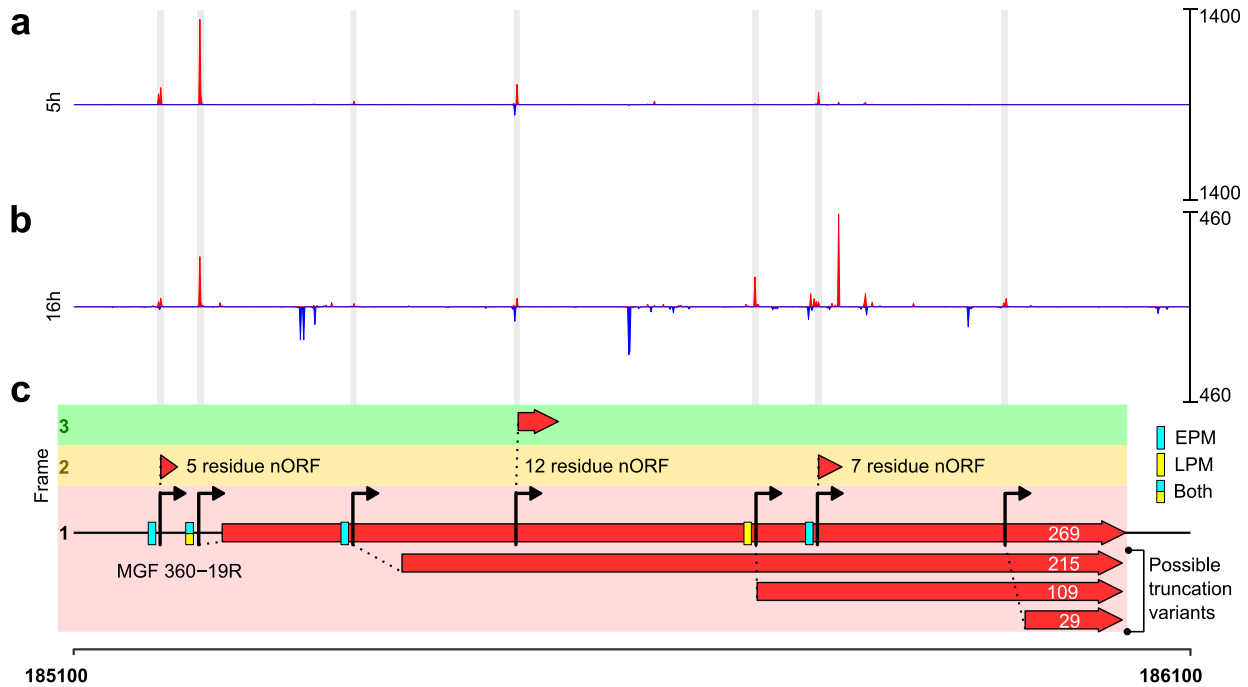 a
1400
5h
1400
b
460
16h
460
c
3
EPM
Frame
2
5 residue nORF
12 residue nORF
7 residue nORF
LPM
Both
1
269
MGF 360−19R
215
Possible
truncation
variants
109
29
185100
186100